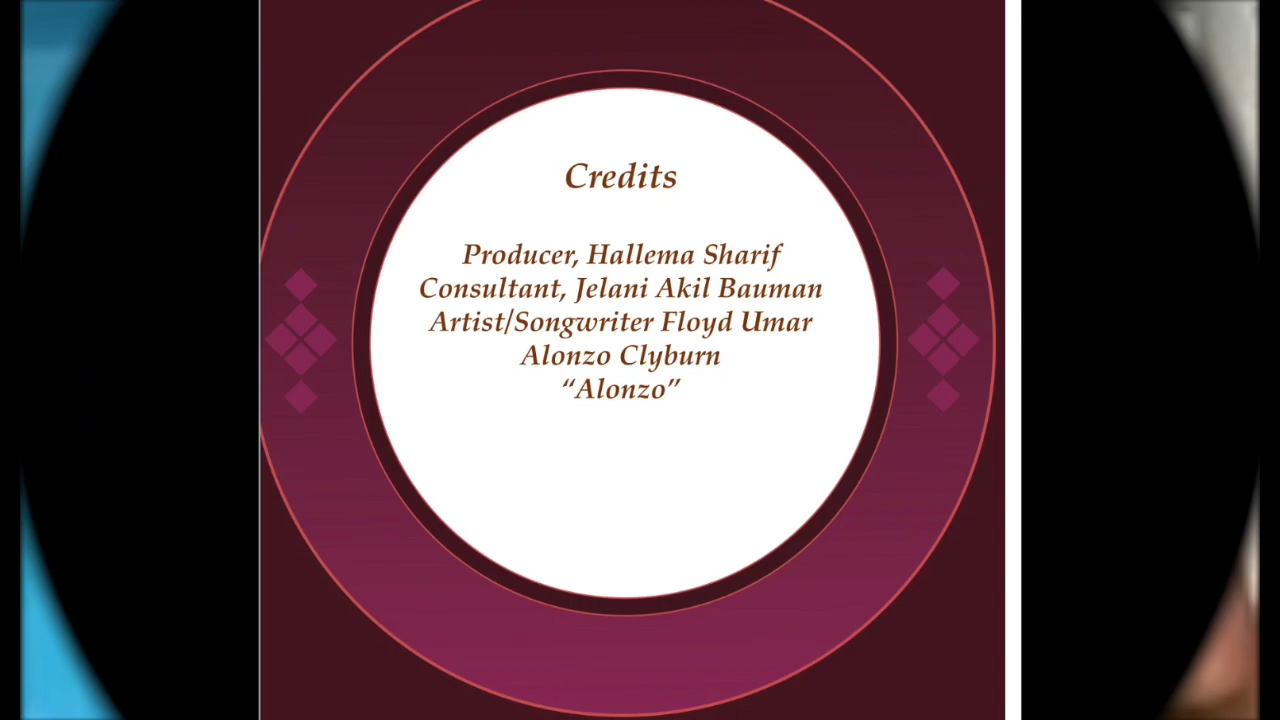 Credits
Producer, Hallema Sharif
Consultant, Jelani Akil Bauman
Artist/Songwriter Floyd Umar
Alonzo Clyburn
“Alonzo”